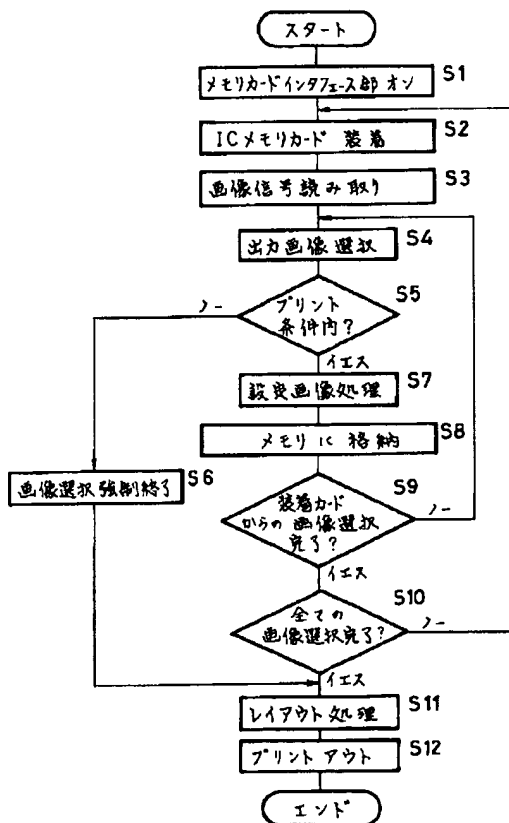 スタート
メモリカードインタフェース部オン
S1
ICメモリカード 装着
S2
画像信号読み取り
S3
出力画像選択
S4
プリント
条件内?
S5
ノー
イエス
設定画像処理
S7
メモリに格納
S8
画像選択強制終了
S6
装着カード
からの画像選択
完了?
S9
ノー
イエス
全ての
画像選択完了?
S10
ノー
イエス
レイアウト処理
S11
プリントアウト
S12
エンド